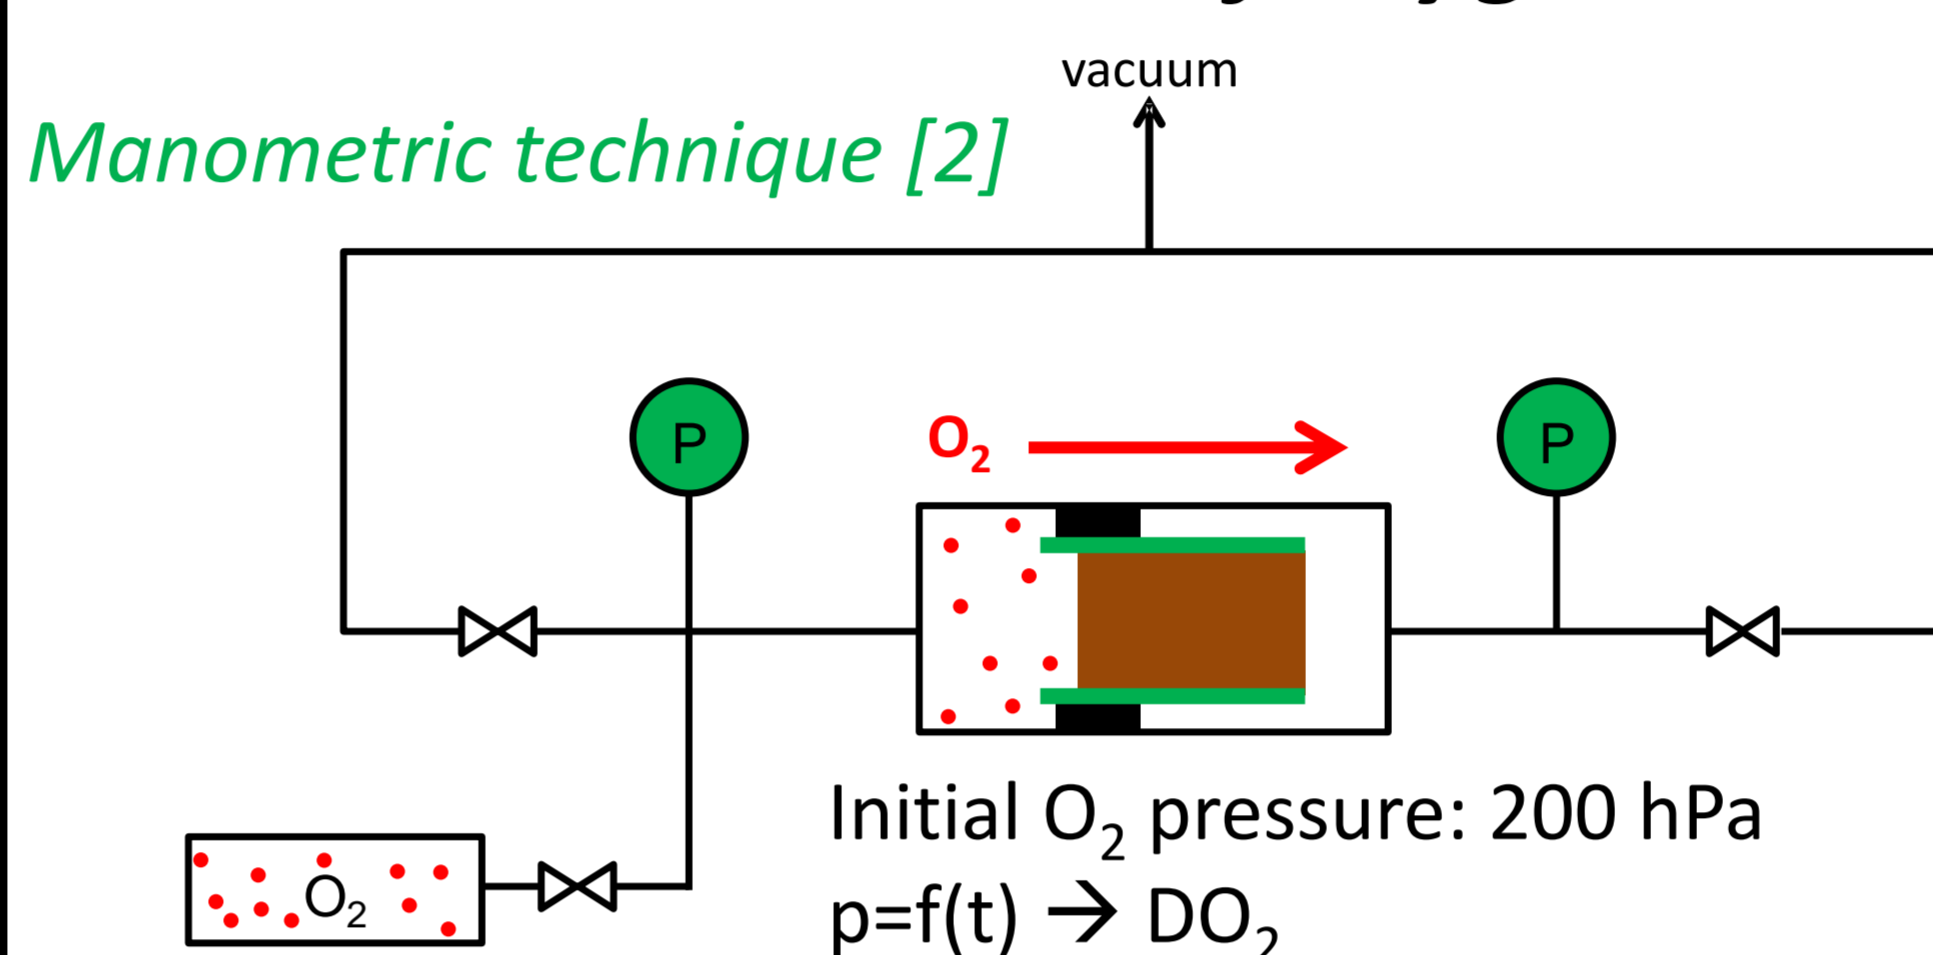 vacuum
Manometric technique [2]
P
O₂
P
Initial O₂ pressure: 200 hPa
O₂
p=f(t) → DO₂